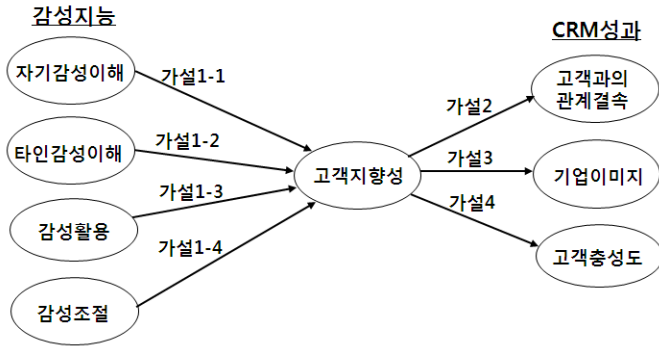 감성지능
CRM성과
자기감성이해
가설1-1
고객과의
관계결속
가설2
타인감성이해
가설1-2
고객지향성
가설3
기업이미지
가설1-3
감성활용
가설4
가설1-4
고객충성도
감성조절